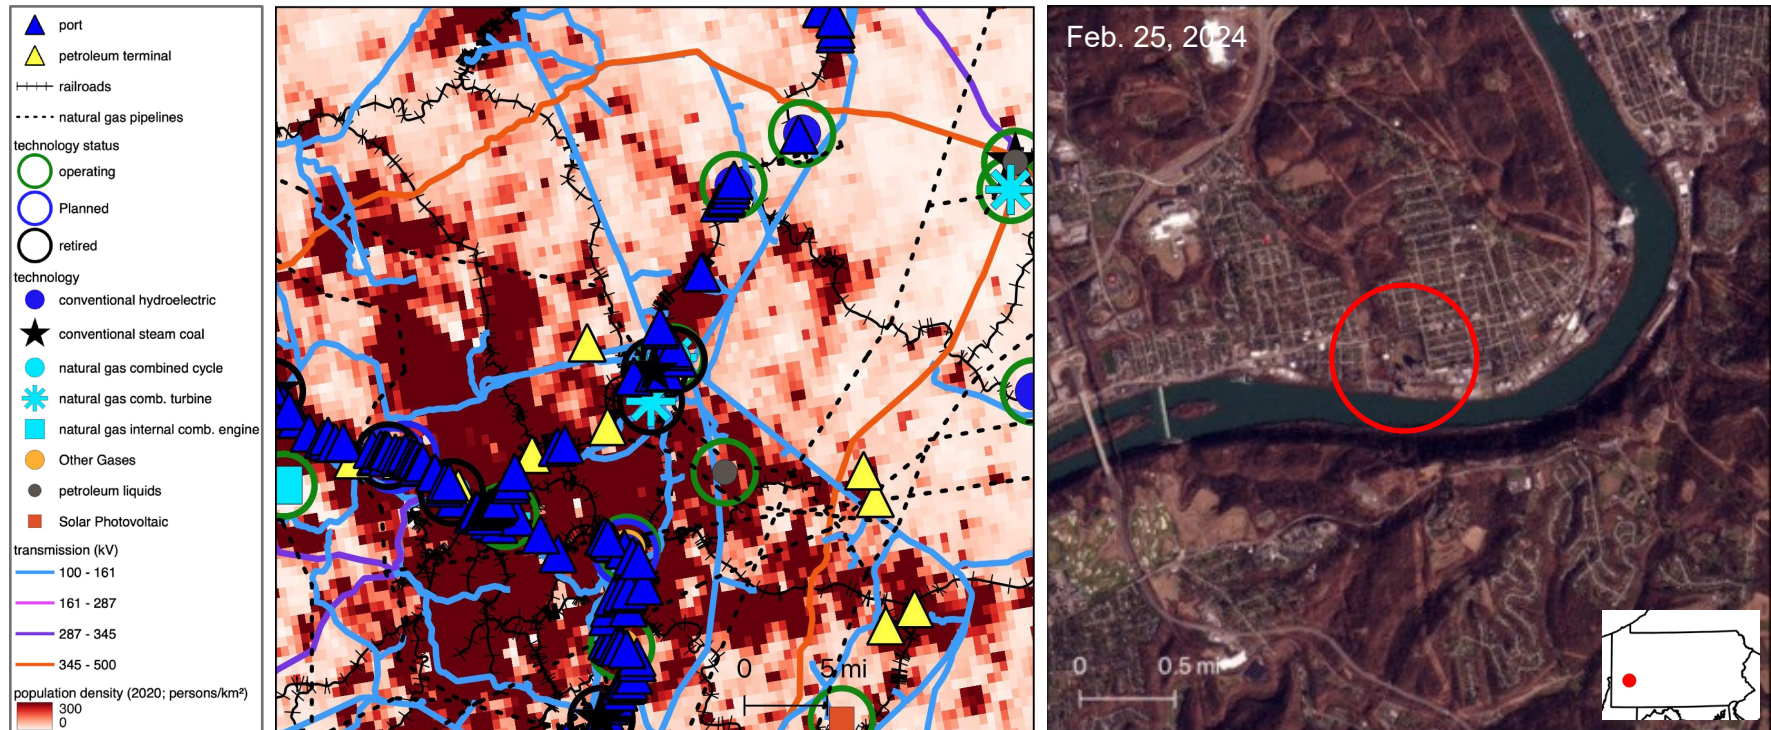 port
petroleum terminal
railroads
natural gas pipelines
technology status
operating
Planned
retired
technology
conventional hydroelectric
conventional steam coal
natural gas combined cycle
natural gas comb. turbine
natural gas internal comb. engine
Other Gases
petroleum liquids
Solar Photovoltaic
transmission (kV)
100 - 161
161 - 287
287 - 345
345 - 500
population density (2020; persons/km²)
300
0
0 5 mi
Feb. 25, 2024
0 0.5 mi